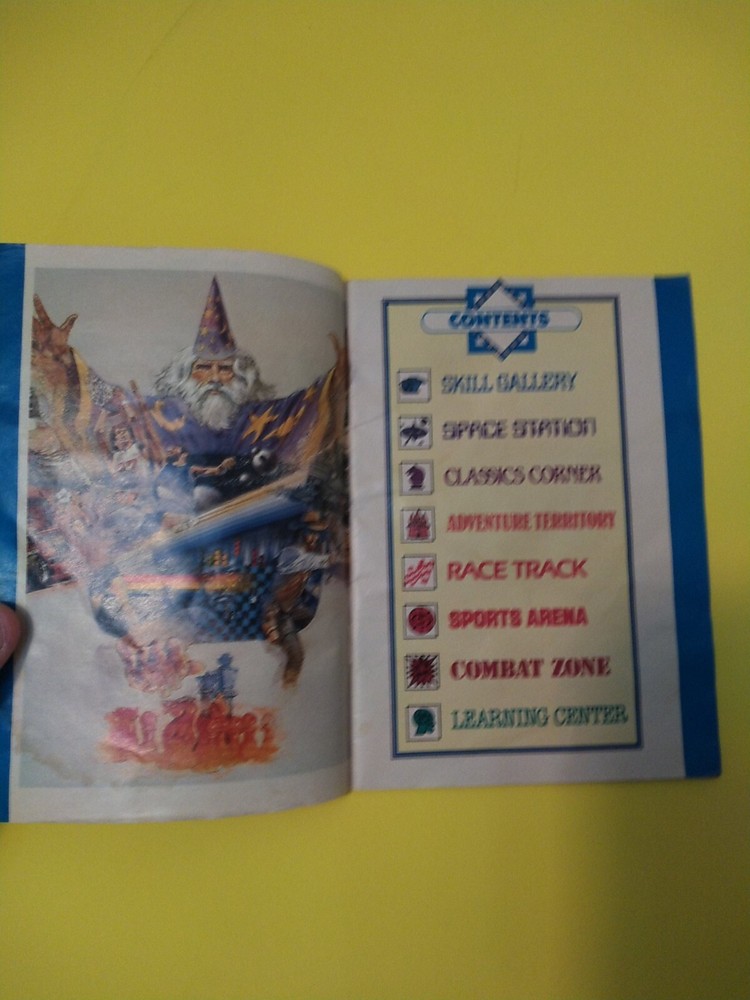 CONTENTS
SKILL GALLERY
SPACE STATION
CLASSICS CORNER
ADVENTURE TERRITORY
RACE TRACK
SPORTS ARENA
COMBAT ZONE
LEARNING CENTER